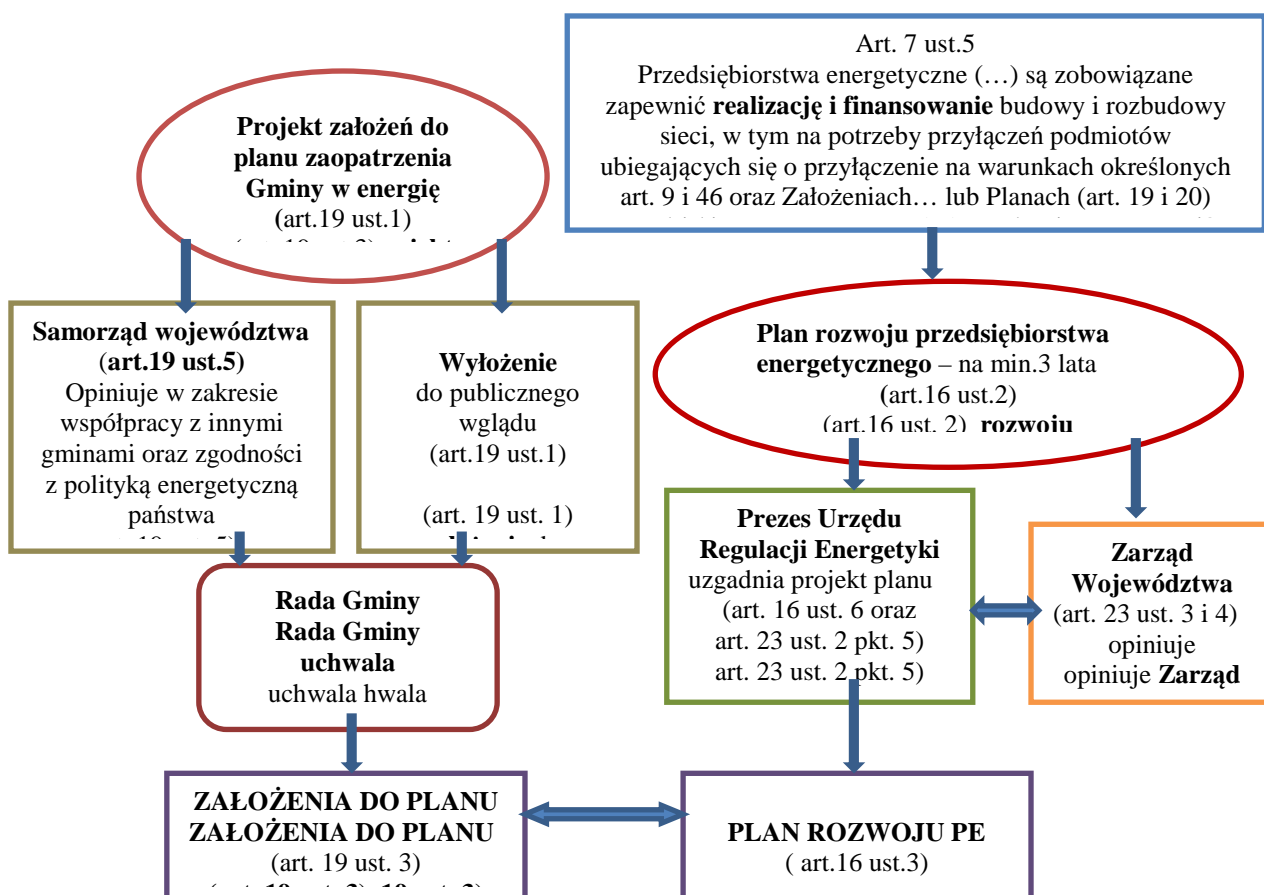 Projekt założeń do
planu zaopatrzenia
Gminy w energię
(art.19 ust.1)
Art. 7 ust.5
Przedsiębiorstwa energetyczne (…) są zobowiązane
zapewnić realizację i finansowanie budowy i rozbudowy
sieci, w tym na potrzeby przyłączeń podmiotów
ubiegających się o przyłączenie na warunkach określonych
art. 9 i 46 oraz Założeniach… lub Planach (art. 19 i 20)
Samorząd województwa
(art.19 ust.5)
Opiniuje w zakresie
współpracy z innymi
gminami oraz zgodności
z polityką energetyczną
państwa
Wyłożenie
do publicznego
wglądu
(art.19 ust.1)
(art. 19 ust. 1)
Plan rozwoju przedsiębiorstwa
energetycznego – na min.3 lata
(art.16 ust.2)
(art.16 ust. 2) rozwoju
Prezes Urzędu
Regulacji Energetyki
uzgadnia projekt planu
(art. 16 ust. 6 oraz
art. 23 ust. 2 pkt. 5)
art. 23 ust. 2 pkt. 5)
Zarząd
Województwa
(art. 23 ust. 3 i 4)
opiniuje
opiniuje Zarząd
Rada Gminy
Rada Gminy
uchwala
uchwala hwala
ZAŁOŻENIA DO PLANU
ZAŁOŻENIA DO PLANU
(art. 19 ust. 3)
PLAN ROZWOJU PE
( art.16 ust.3)